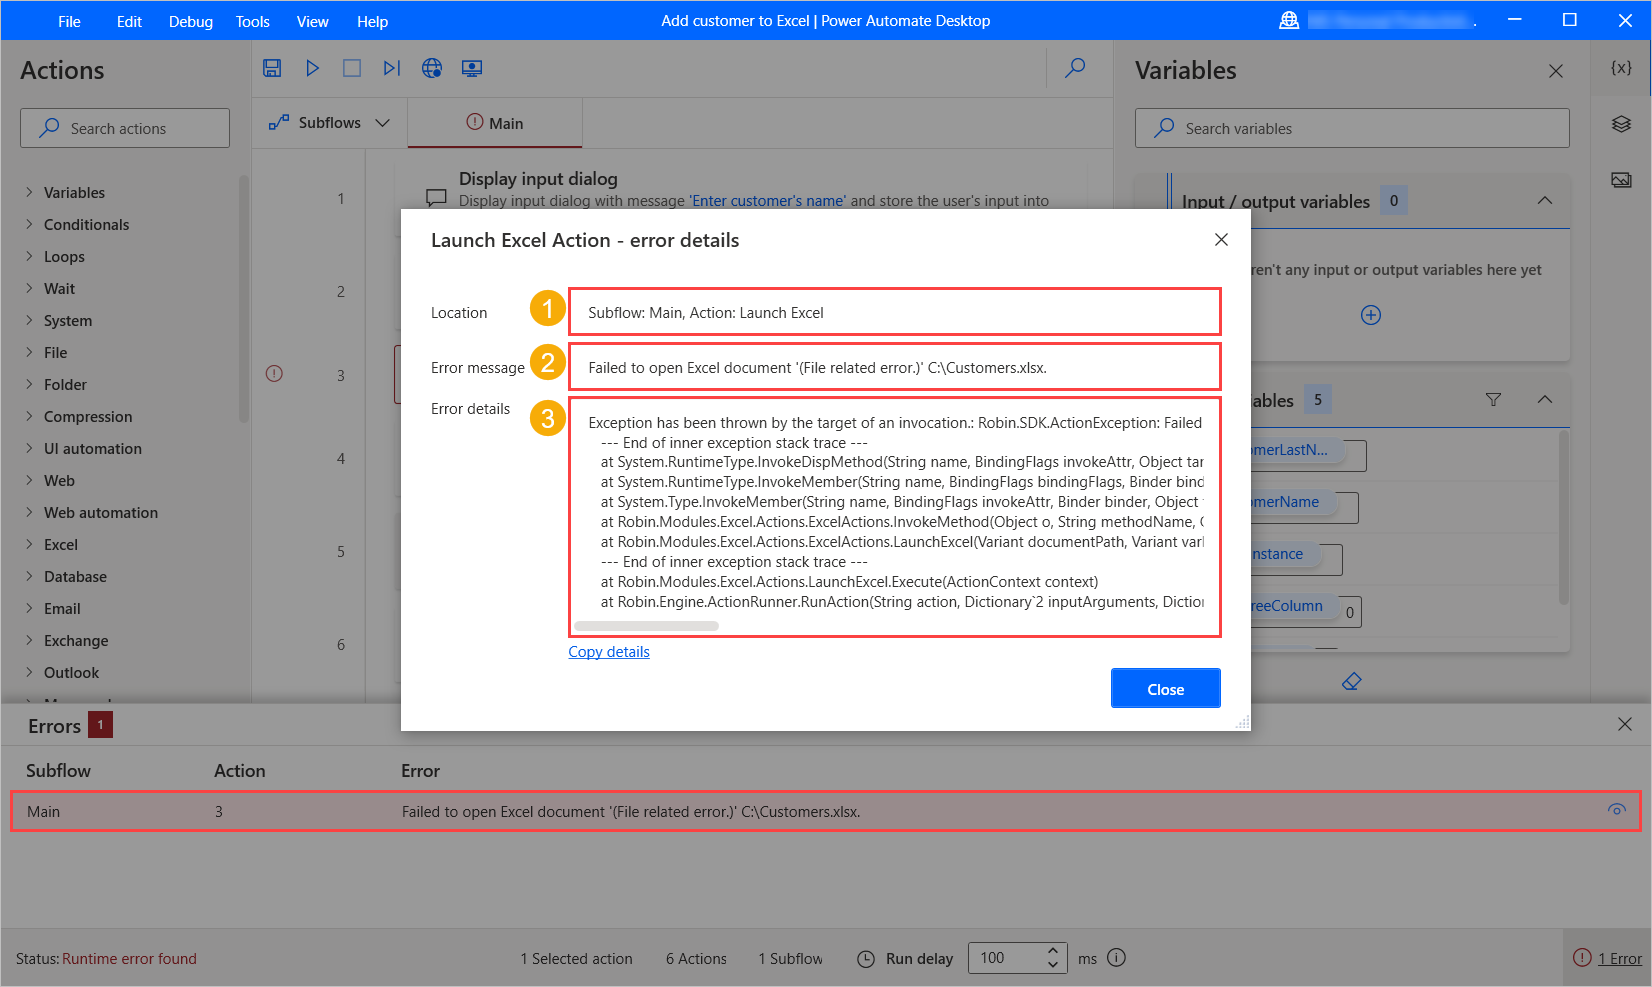 File Edit Debug Tools View Help
Add customer to Excel | Power Automate Desktop
Actions
Search actions
Variables
Conditionals
Loops
Wait
System
File
Folder
Compression
UI automation
Web
Web automation
Excel
Database
Email
Exchange
Outlook
Subflows
Main
1
Display input dialog
Display input dialog with message 'Enter customer's name' and store the user's input into
2
3
4
5
6
Variables
{x}
Search variables
Input / output variables 0
ren't any input or output variables here yet
ables 5
omerLastN...
omerName
nstance
reeColumn 0
Launch Excel Action - error details
Location
1
Subflow: Main, Action: Launch Excel
Error message
2
Failed to open Excel document '(File related error.)' C:\Customers.xlsx.
Error details
3
Exception has been thrown by the target of an invocation.: Robin.SDK.ActionException: Failed
--- End of inner exception stack trace ---
at System.RuntimeType.InvokeDispMethod(String name, BindingFlags invokeAttr, Object tar
at System.RuntimeType.InvokeMember(String name, BindingFlags bindingFlags, Binder bind
at System.Type.InvokeMember(String name, BindingFlags invokeAttr, Binder binder, Object
at Robin.Modules.Excel.Actions.ExcelActions.InvokeMethod(Object o, String methodName,
at Robin.Modules.Excel.Actions.ExcelActions.LaunchExcel(Variant documentPath, Variant
--- End of inner exception stack trace ---
at Robin.Modules.Excel.Actions.LaunchExcel.Execute(ActionContext context)
at Robin.Engine.ActionRunner.RunAction(String action, Dictionary`2 inputArguments, Diction
Copy details
Close
Errors 1
Subflow Action Error
Main 3 Failed to open Excel document '(File related error.)' C:\Customers.xlsx.
Status: Runtime error found
1 Selected action 6 Actions 1 Subflow Run delay 100 ms
1 Error